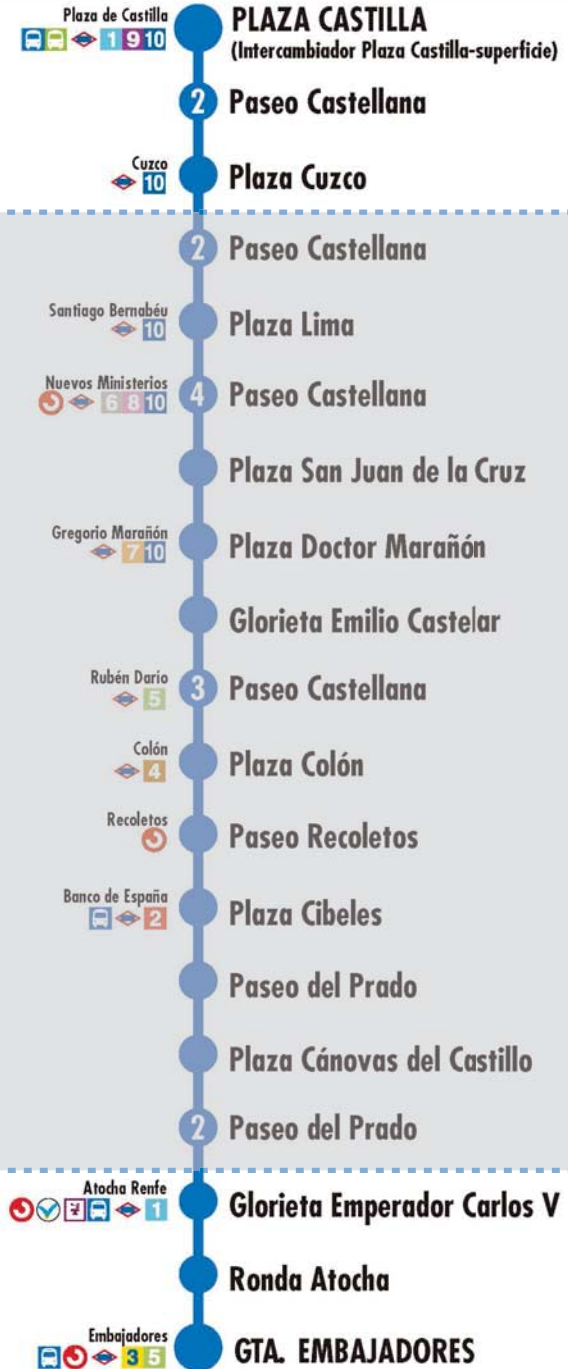 Plaza de Castilla
1 9 10
PLAZA CASTILLA
(Intercambiador Plaza Castilla-superficie)
2 Paseo Castellana
Cuzco
10
Plaza Cuzco
2 Paseo Castellana
Santiago Bernabéu
10
Plaza Lima
Nuevos Ministerios
6 8 10
4 Paseo Castellana
Plaza San Juan de la Cruz
Gregorio Marañón
7 10
Plaza Doctor Marañón
Glorieta Emilio Castelar
Rubén Dario
5
3 Paseo Castellana
Colón
4
Plaza Colón
Recoletos
Paseo Recoletos
Banco de España
2
Plaza Cibeles
Paseo del Prado
Plaza Cánovas del Castillo
2 Paseo del Prado
Atocha Renfe
1
Glorieta Emperador Carlos V
Ronda Atocha
Embajadores
3 5
GTA. EMBAJADORES